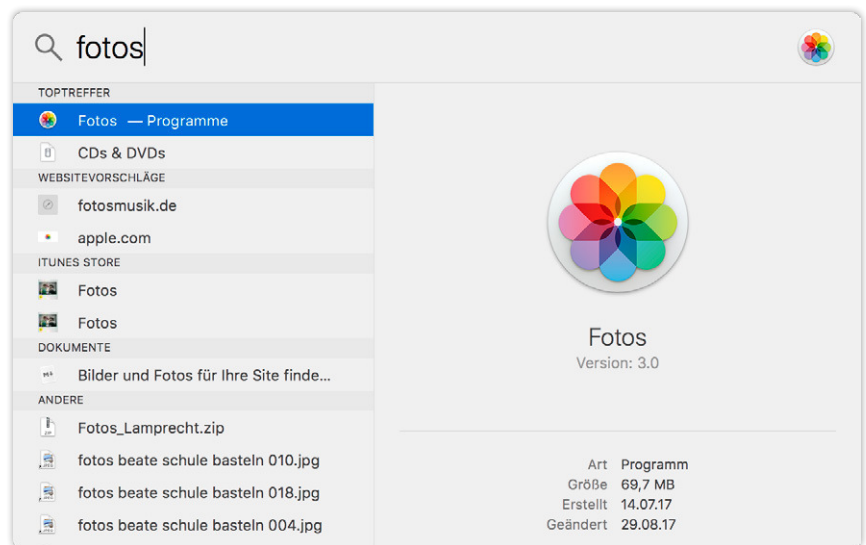 fotos
TOPTREFFER
Fotos — Programme
CDs & DVDs
WEBSITEVORSCHLÄGE
fotosmusik.de
apple.com
ITUNES STORE
Fotos
Fotos
DOKUMENTE
Bilder und Fotos für Ihre Site finde...
ANDERE
Fotos_Lamprecht.zip
fotos beate schule basteln 010.jpg
fotos beate schule basteln 018.jpg
fotos beate schule basteln 004.jpg
Fotos
Version: 3.0
Art Programm
Größe 69,7 MB
Erstellt 14.07.17
Geändert 29.08.17